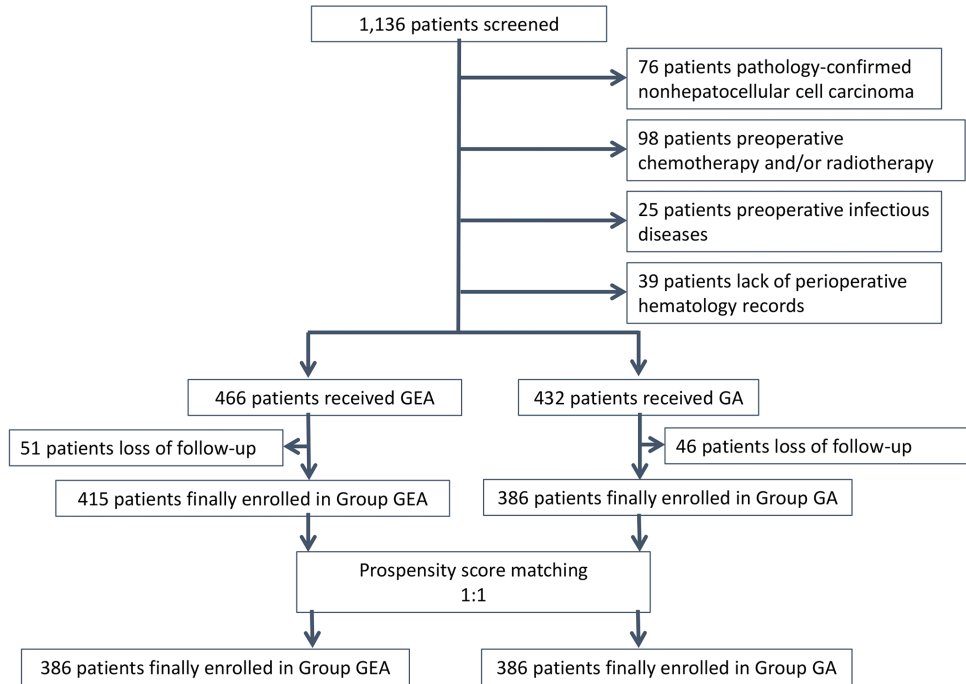 1,136 patients screened
76 patients pathology-confirmed
nonhepatocellular cell carcinoma
98 patients preoperative
chemotherapy and/or radiotherapy
25 patients preoperative infectious
diseases
39 patients lack of perioperative
hematology records
466 patients received GEA
432 patients received GA
51 patients loss of follow-up
46 patients loss of follow-up
415 patients finally enrolled in Group GEA
386 patients finally enrolled in Group GA
Prospensity score matching
1:1
386 patients finally enrolled in Group GEA
386 patients finally enrolled in Group GA